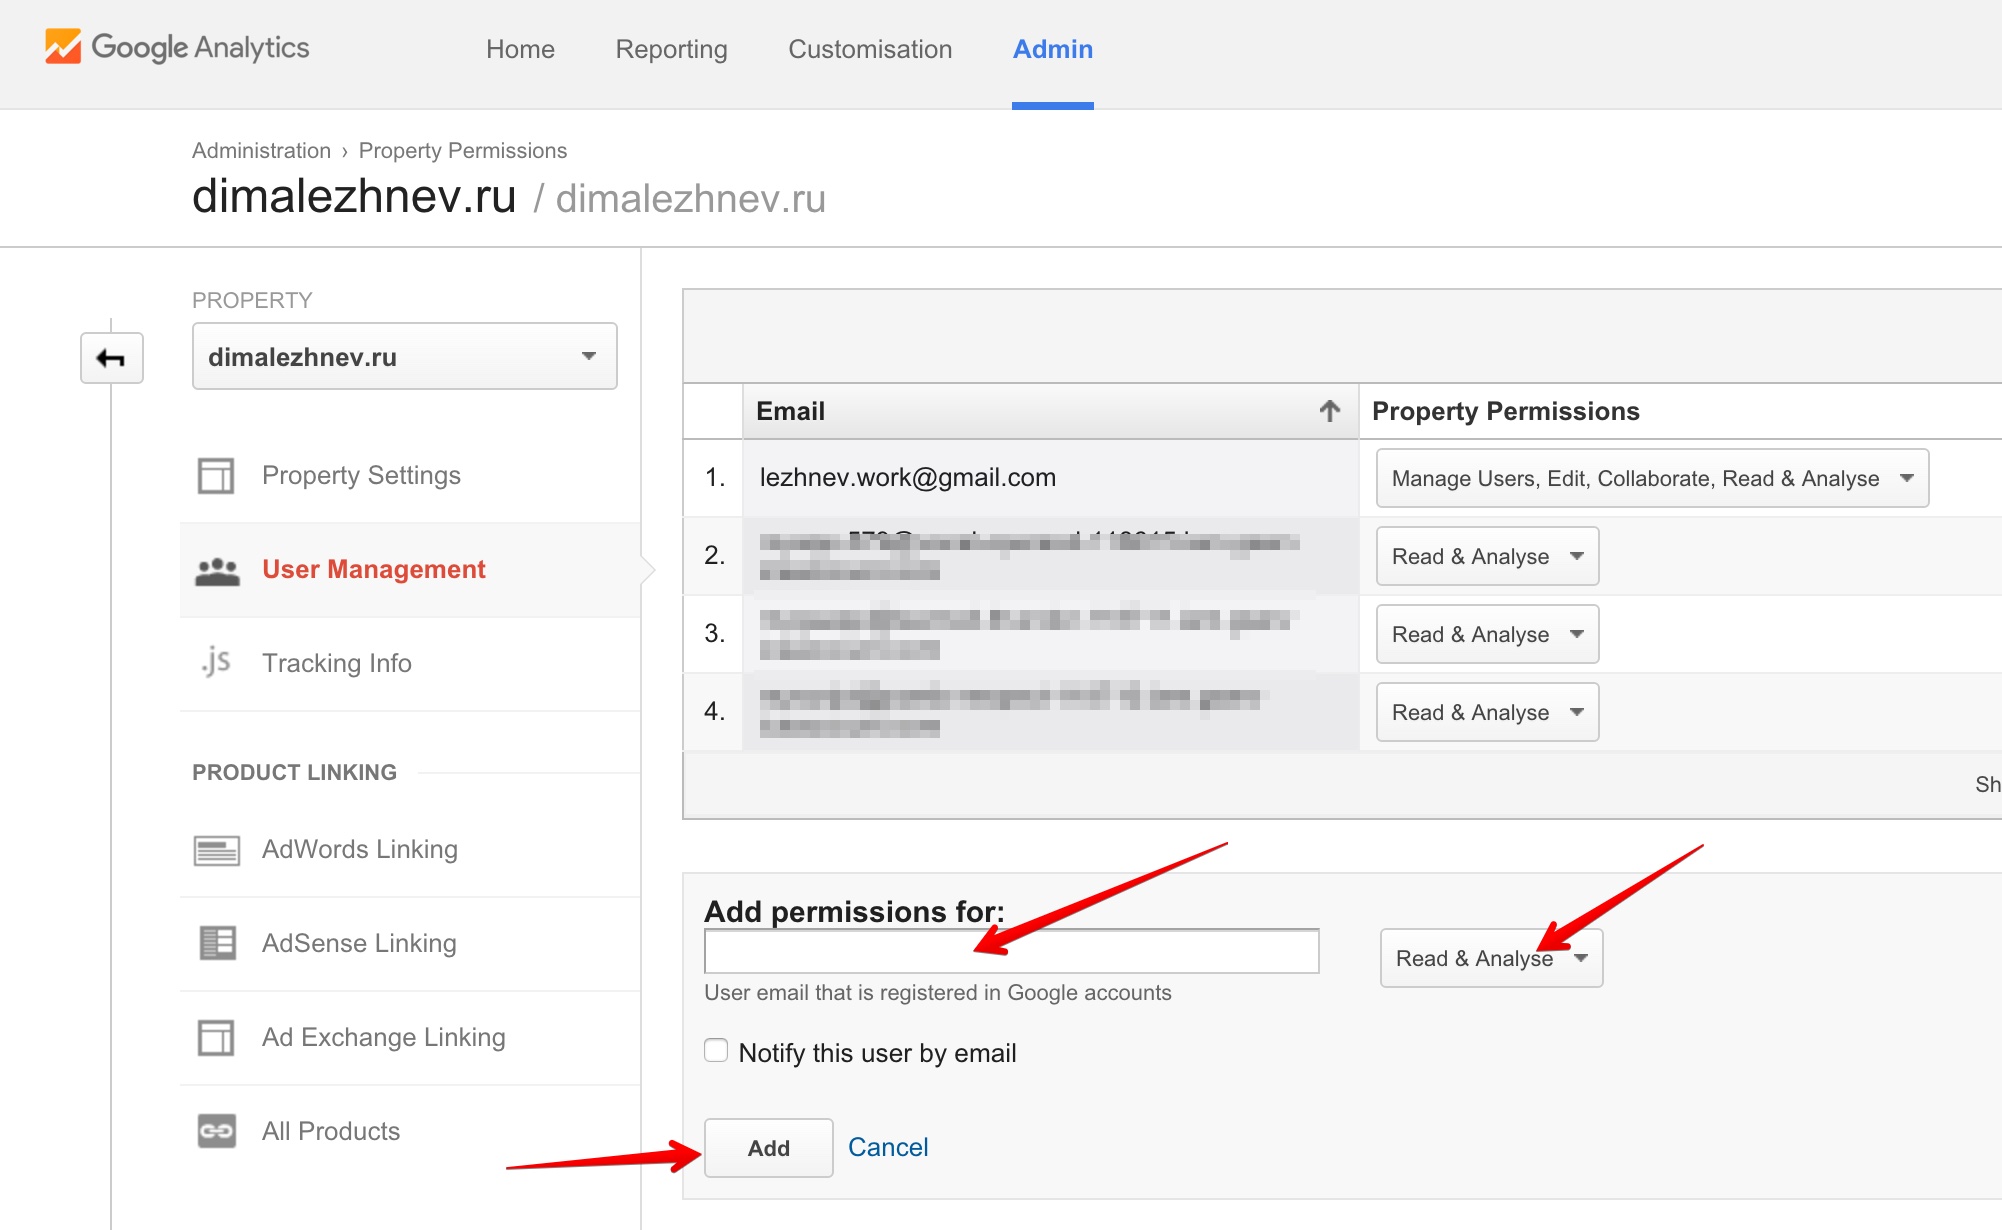 Google Analytics Home Reporting Customisation Admin
Administration › Property Permissions
dimalezhnev.ru / dimalezhnev.ru
PROPERTY
dimalezhnev.ru
Property Settings
User Management
.js Tracking Info
PRODUCT LINKING
AdWords Linking
AdSense Linking
Ad Exchange Linking
All Products
Email Property Permissions
1. lezhnev.work@gmail.com Manage Users, Edit, Collaborate, Read & Analyse
2. Read & Analyse
3. Read & Analyse
4. Read & Analyse
Sh
Add permissions for:
Read & Analyse
User email that is registered in Google accounts
Notify this user by email
Add Cancel